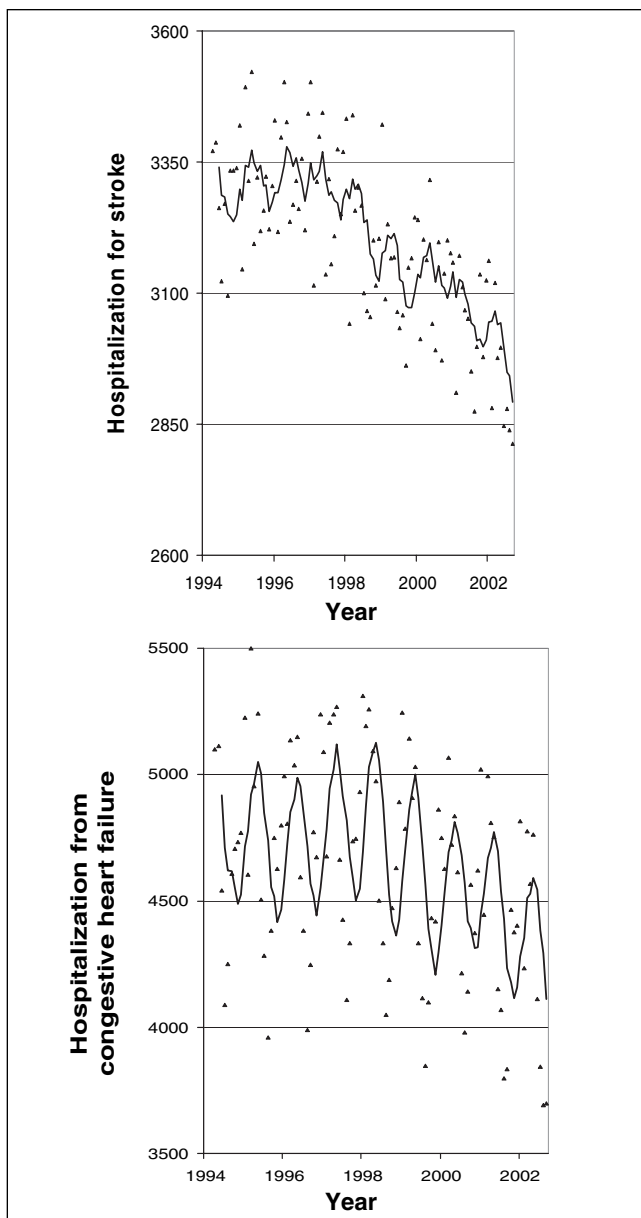 3600
3350
3100
2850
2600
Hospitalization for stroke
1994 1996 1998 2000 2002
Year
5500
5000
4500
4000
3500
Hospitalization from
congestive heart failure
1994 1996 1998 2000 2002
Year